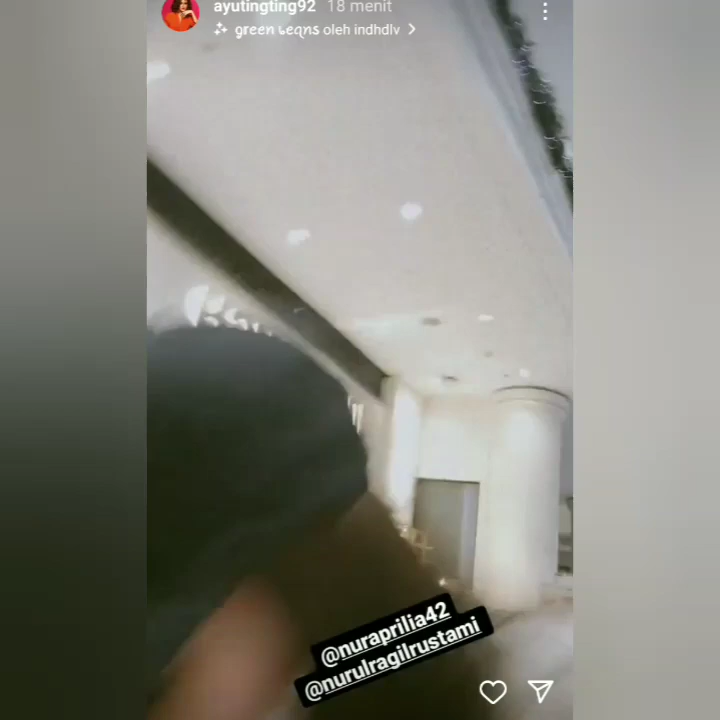 ayutingting92 18 menit
green beans oleh indhdlv >
@nuraprilia42
@nurulragilrustami